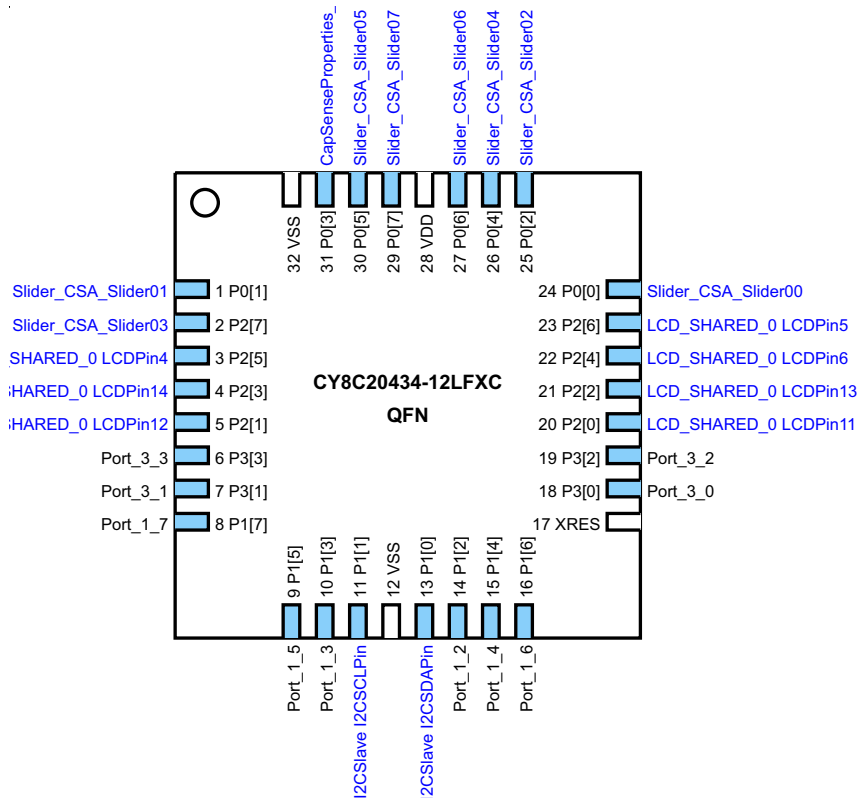 CapSenseProperties_
Slider_CSA_Slider05
Slider_CSA_Slider07
Slider_CSA_Slider06
Slider_CSA_Slider04
Slider_CSA_Slider02
32 VSS
31 P0[3]
30 P0[5]
29 P0[7]
28 VDD
27 P0[6]
26 P0[4]
25 P0[2]
Slider_CSA_Slider01 1 P0[1]
Slider_CSA_Slider03 2 P2[7]
_SHARED_0 LCDPin4 3 P2[5]
HARED_0 LCDPin14 4 P2[3]
HARED_0 LCDPin12 5 P2[1]
Port_3_3 6 P3[3]
Port_3_1 7 P3[1]
Port_1_7 8 P1[7]
CY8C20434-12LFXC
QFN
24 P0[0] Slider_CSA_Slider00
23 P2[6] LCD_SHARED_0 LCDPin5
22 P2[4] LCD_SHARED_0 LCDPin6
21 P2[2] LCD_SHARED_0 LCDPin13
20 P2[0] LCD_SHARED_0 LCDPin11
19 P3[2] Port_3_2
18 P3[0] Port_3_0
17 XRES
9 P1[5]
10 P1[3]
11 P1[1]
12 VSS
13 P1[0]
14 P1[2]
15 P1[4]
16 P1[6]
Port_1_5
Port_1_3
I2CSlave I2CSCLPin
I2CSlave I2CSDAPin
Port_1_2
Port_1_4
Port_1_6